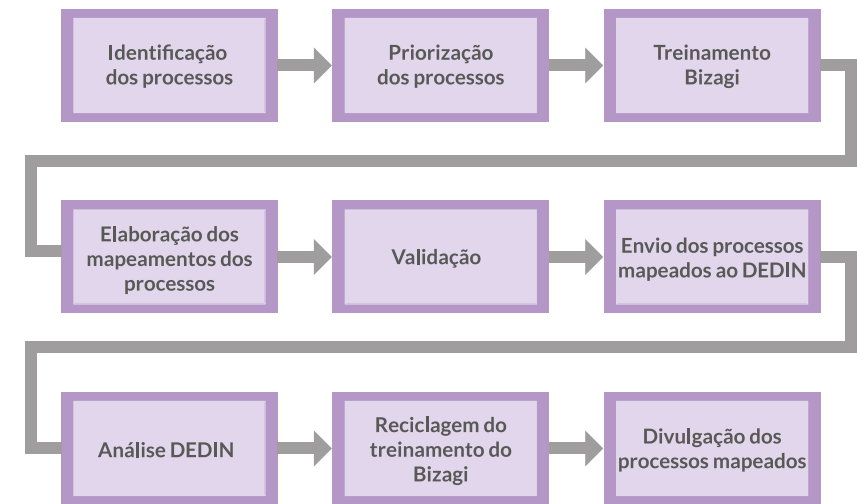 Identificação
dos processos
Priorização
dos processos
Treinamento
Bizagi
Elaboração dos
mapeamentos dos
processos
Validação
Envio dos processos
mapeados ao DEDIN
Análise DEDIN
Reciclagem do
treinamento do
Bizagi
Divulgação dos
processos mapeados